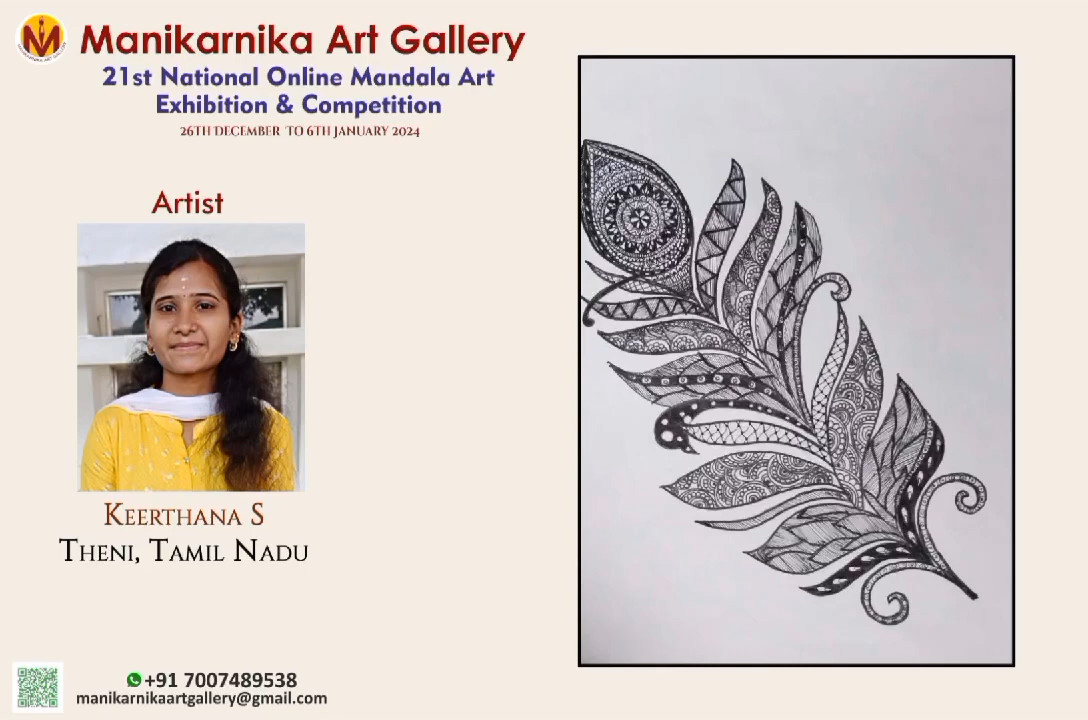 Manikarnika Art Gallery
21st National Online Mandala Art
Exhibition & Competition
26TH DECEMBER TO 6TH JANUARY 2024
Artist
KEERTHANA S
THENI, TAMIL NADU
+91 7007489538
manikarnikaartgallery@gmail.com